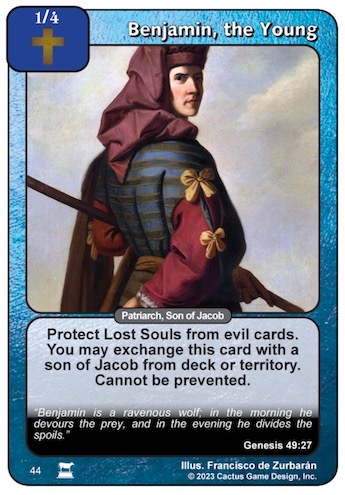 1/4
Benjamin, the Young
Patriarch, Son of Jacob
Protect Lost Souls from evil cards.
You may exchange this card with a
son of Jacob from deck or territory.
Cannot be prevented.
"Benjamin is a ravenous wolf; in the morning he
devours the prey, and in the evening he divides the
spoils."
Genesis 49:27
44
Illus. Francisco de Zurbarán
© 2023 Cactus Game Design, Inc.